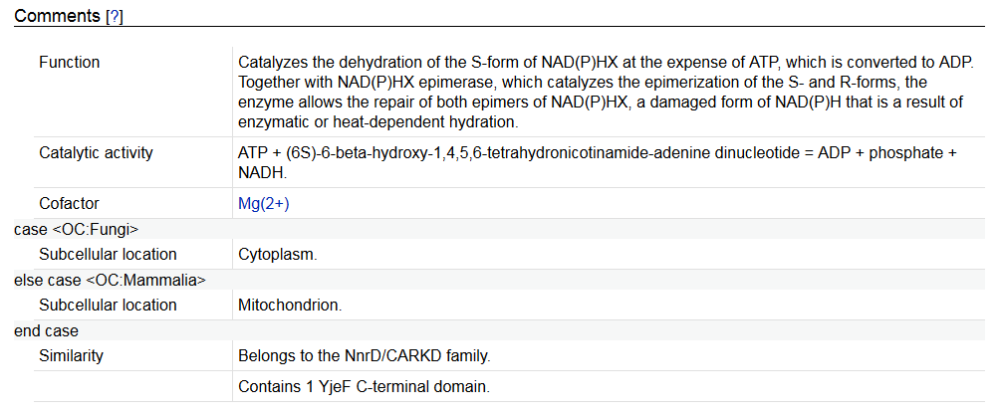 Comments [?]
Function
Catalyzes the dehydration of the S-form of NAD(P)HX at the expense of ATP, which is converted to ADP.
Together with NAD(P)HX epimerase, which catalyzes the epimerization of the S- and R-forms, the
enzyme allows the repair of both epimers of NAD(P)HX, a damaged form of NAD(P)H that is a result of
enzymatic or heat-dependent hydration.
Catalytic activity
ATP + (6S)-6-beta-hydroxy-1,4,5,6-tetrahydronicotinamide-adenine dinucleotide = ADP + phosphate +
NADH.
Cofactor
Mg(2+)
case <OC:Fungi>
Subcellular location
Cytoplasm.
else case <OC:Mammalia>
Subcellular location
Mitochondrion.
end case
Similarity
Belongs to the NnrD/CARKD family.
Contains 1 YjeF C-terminal domain.